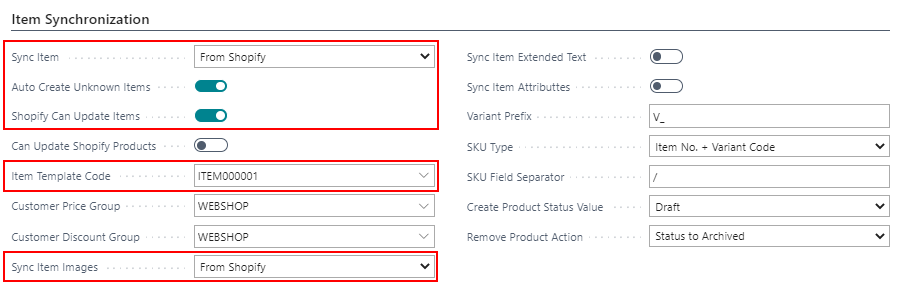 Item Synchronization
Sync Item From Shopify
Auto Create Unknown Items
Shopify Can Update Items
Can Update Shopify Products
Item Template Code ITEM000001
Customer Price Group WEBSHOP
Customer Discount Group WEBSHOP
Sync Item Images From Shopify
Sync Item Extended Text
Sync Item Attributtes
Variant Prefix V_
SKU Type Item No. + Variant Code
SKU Field Separator /
Create Product Status Value Draft
Remove Product Action Status to Archived